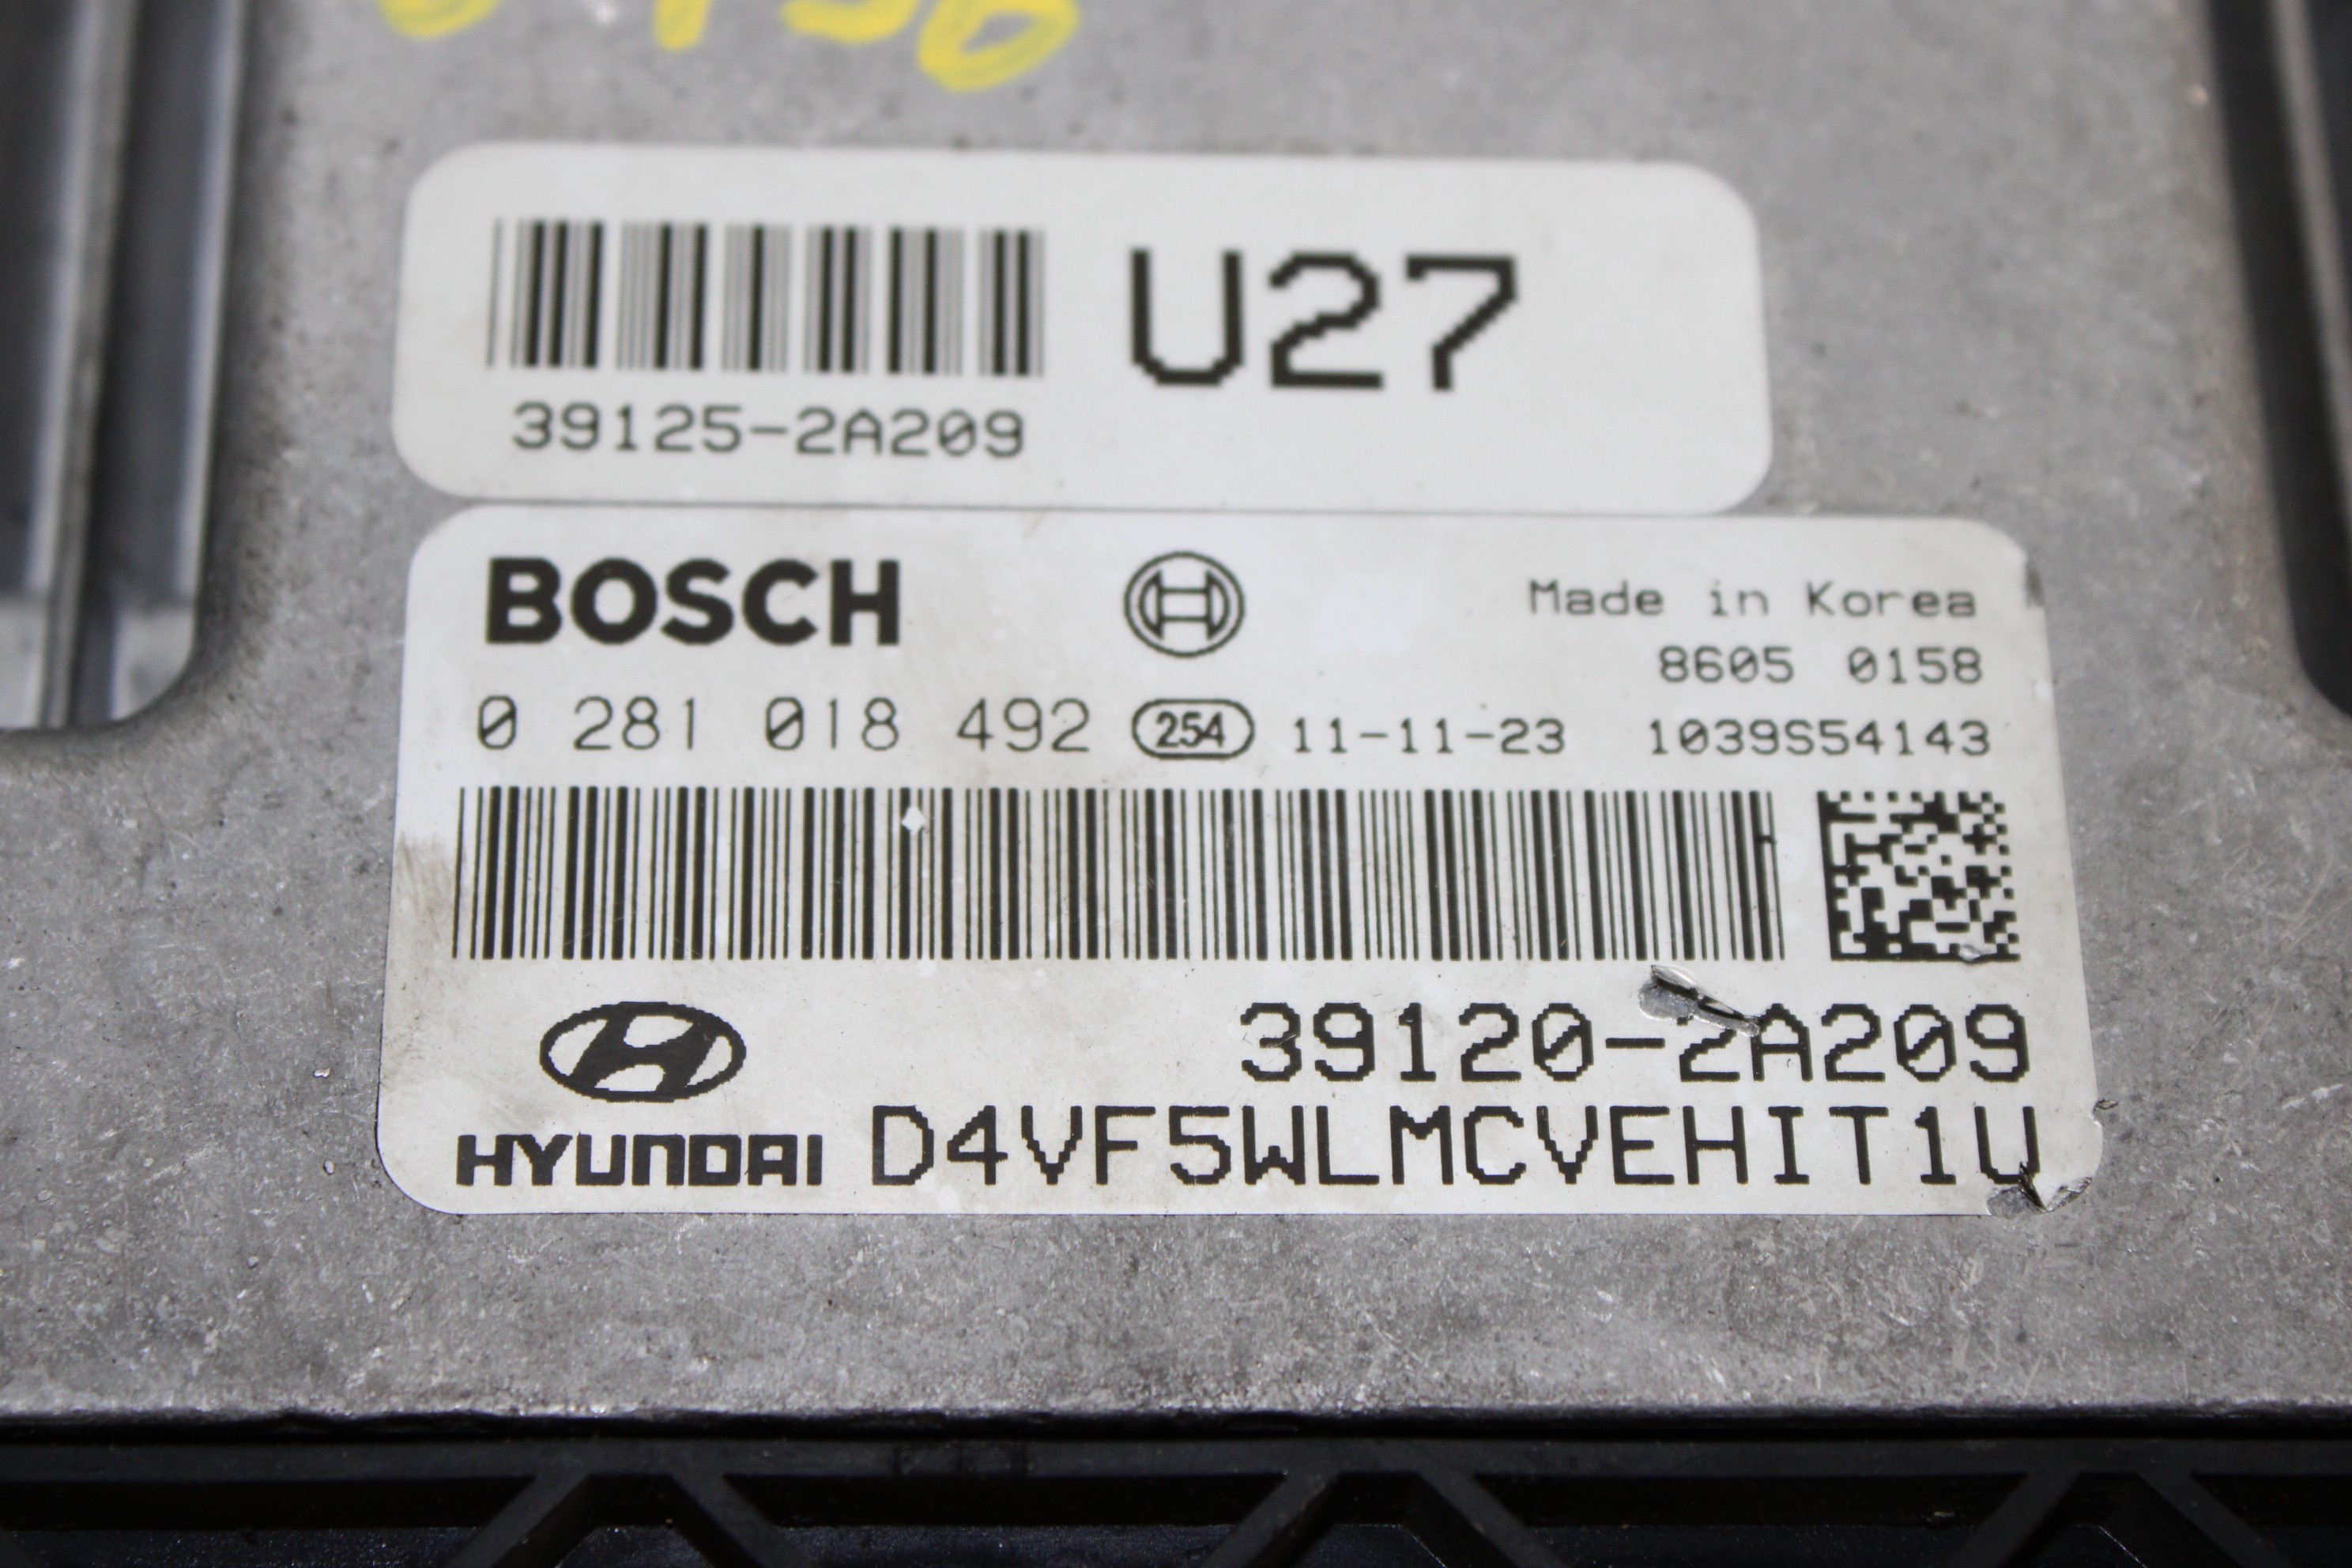 U27
39125-2A209
BOSCH
Made in Korea
8605 0158
0 281 018 492 254 11-11-23 1039S54143
39120-2A209
HYUNDAI D4VF5WLMCVEHIT1U